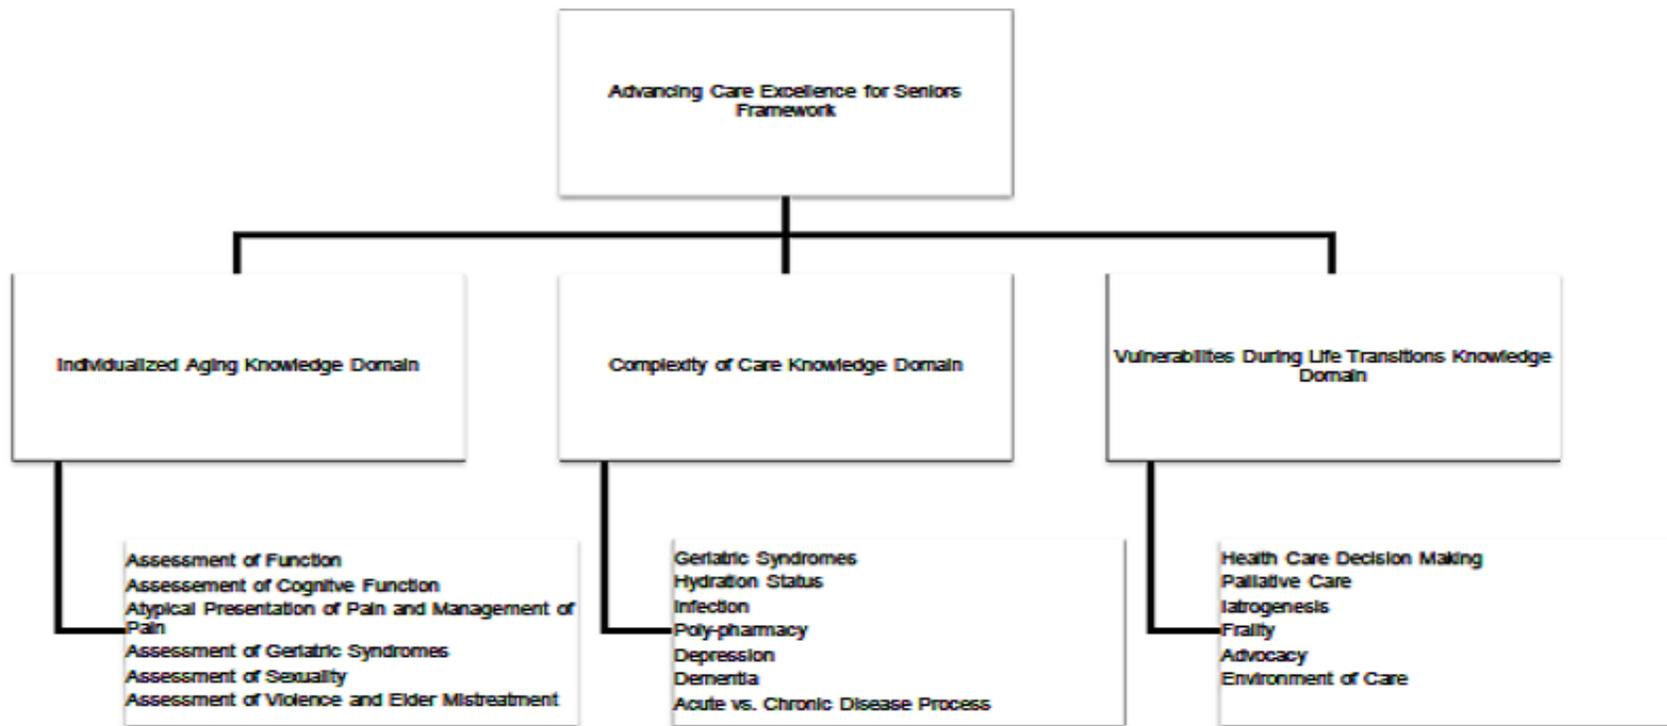 Advancing Care Excellence for Seniors
Framework
Individualized Aging Knowledge Domain
Complexity of Care Knowledge Domain
Vulnerabilites During Life Transitions Knowledge
Domain
Assessment of Function
Assessement of Cognitve Function
Atypical Presentation of Pain and Management of
Pain
Assessment of Geriatric Syndromes
Assessment of Sexuality
Assessment of Violence and Elder Mistreatment
Geriatric Syndromes
Hydration Status
Infection
Poly-pharmacy
Depression
Dementia
Acute vs. Chronic Disease Process
Health Care Decision Making
Palliative Care
Iatrogenesis
Frailty
Advocacy
Environment of Care